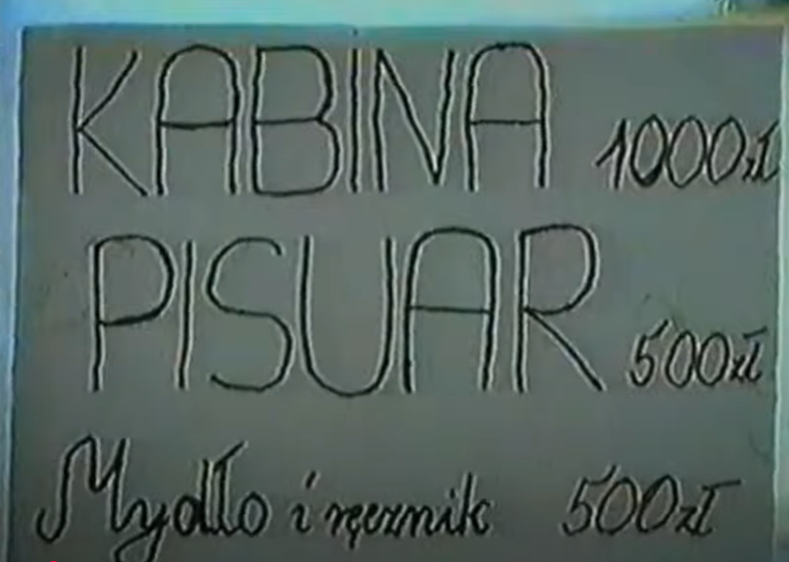 KABINA 1000zł
PISUAR 500zł
Mydło i ręcznik 500zł